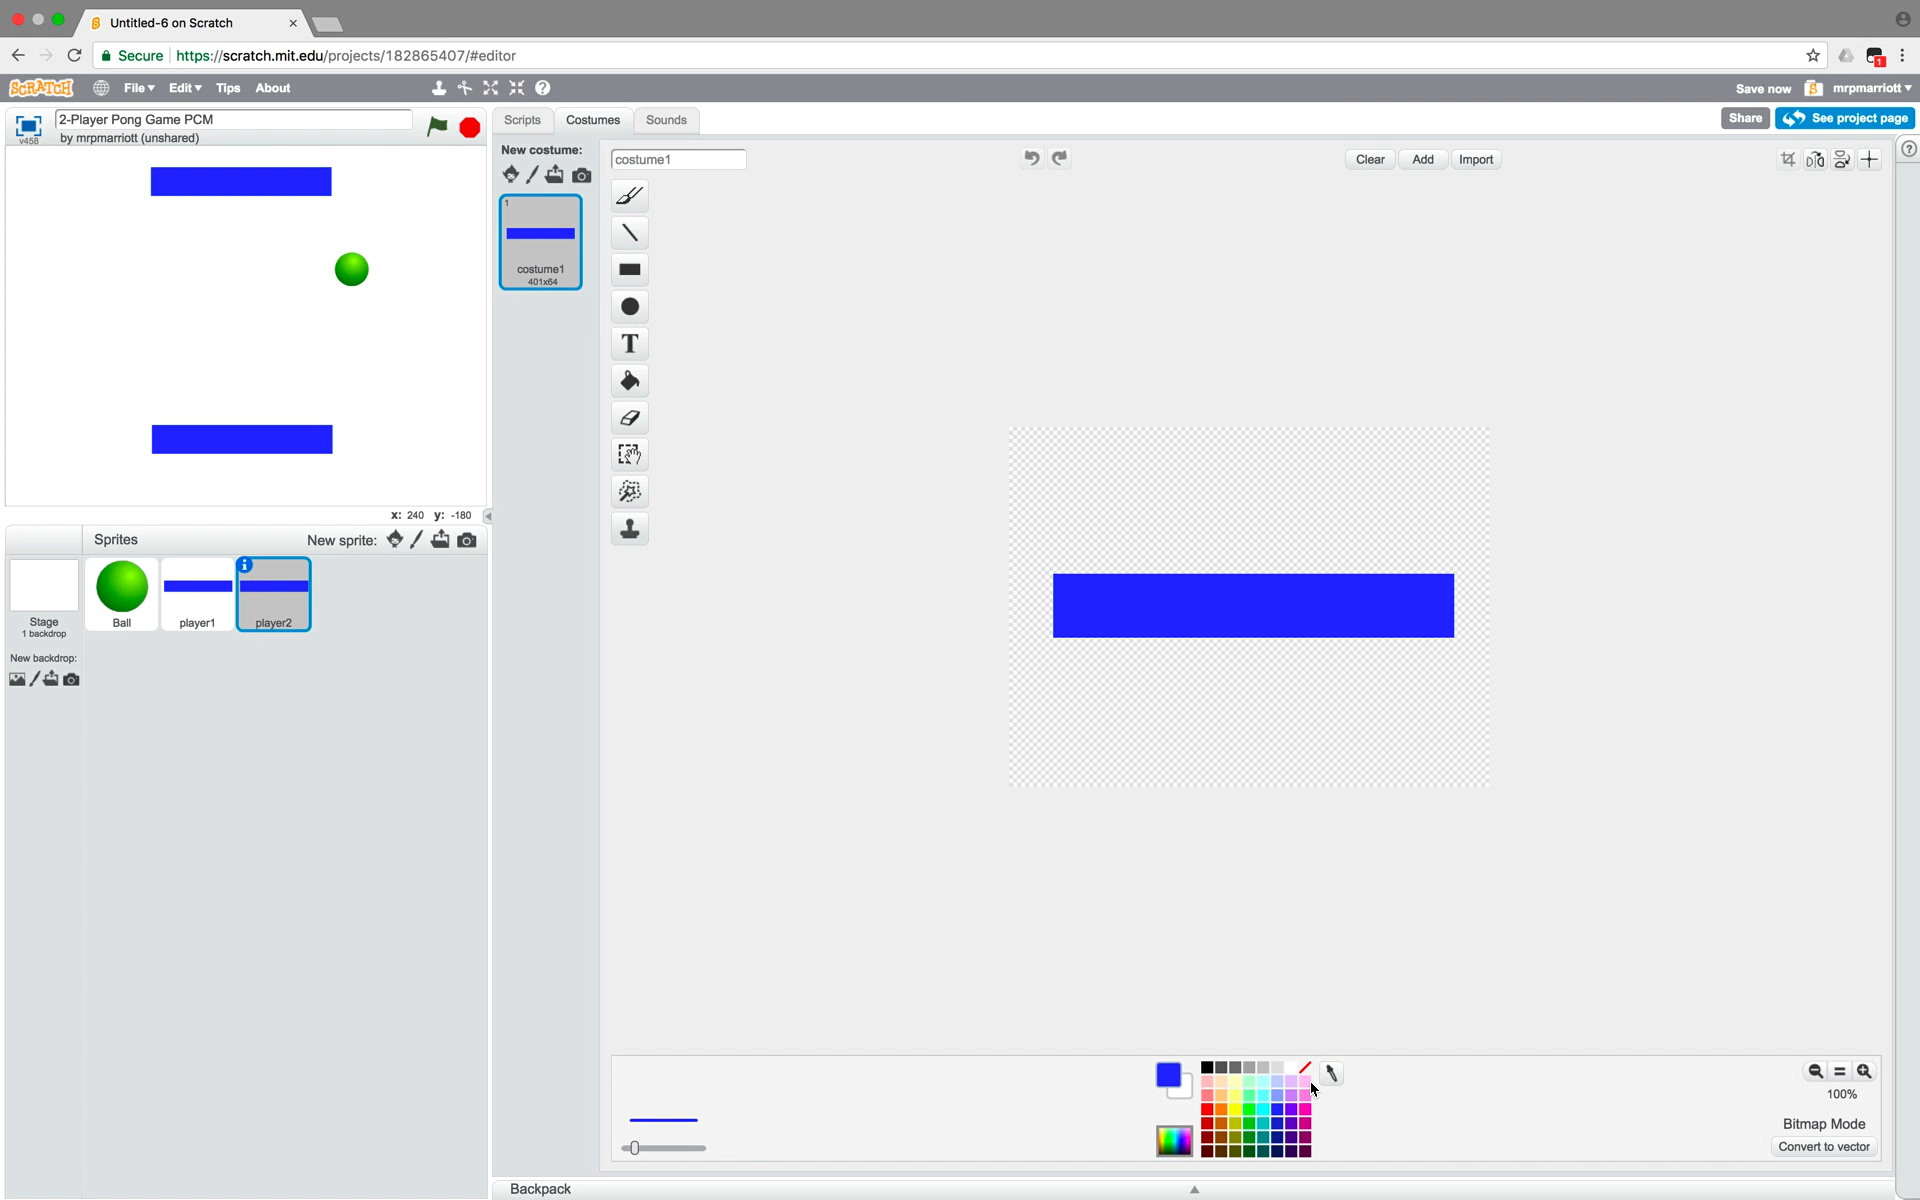 Untitled-6 on Scratch
Secure https://scratch.mit.edu/projects/182865407/#editor
1
SCRATCH File Edit Tips About Save now mrpmarriott
2-Player Pong Game PCM
by mrpmarriott (unshared)
v458
Scripts Costumes Sounds Share See project page
New costume:
costume1 Clear Add Import
1
costume1
401x64
T
x: 240 y: -180
Sprites New sprite:
Stage
1 backdrop
Ball player1 player2
New backdrop:
100%
Bitmap Mode
Convert to vector
Backpack